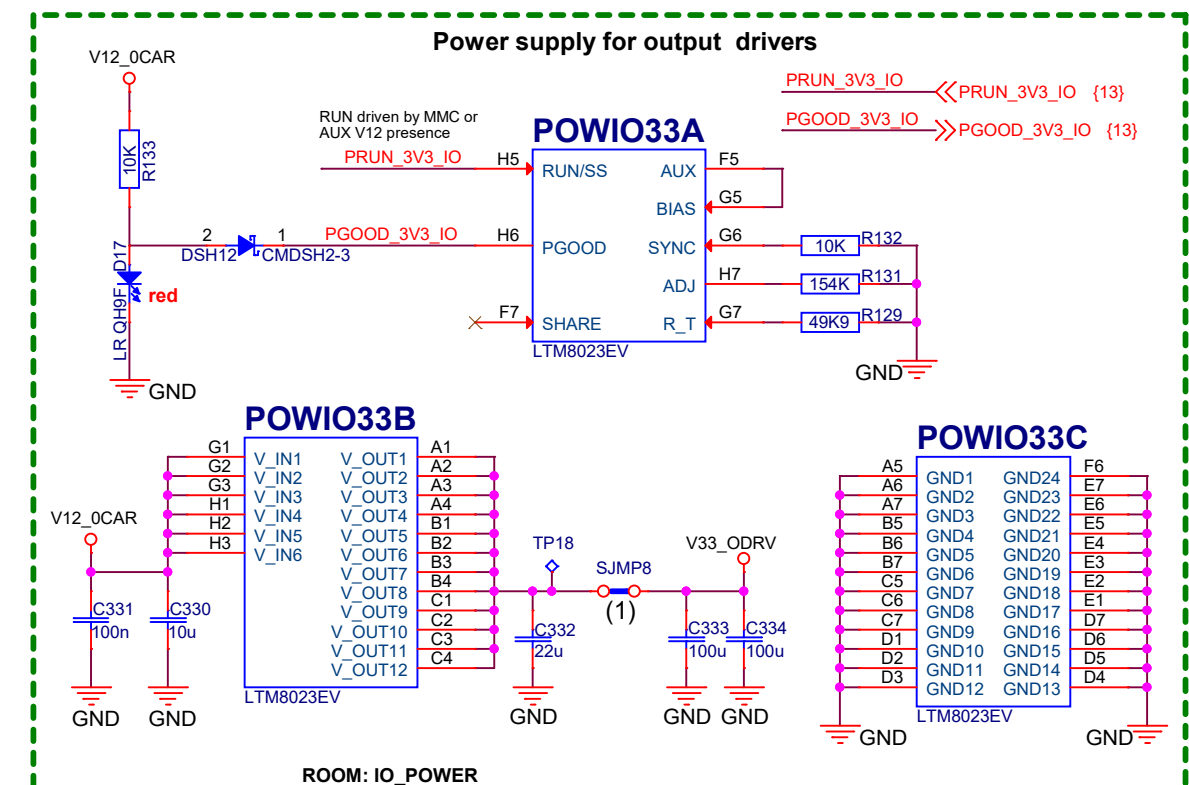 Power supply for output drivers
V12_0CAR
10K
R133
RUN driven by MMC or
AUX V12 presence
PRUN_3V3_IO
PRUN_3V3_IO
PRUN_3V3_IO {13}
PGOOD_3V3_IO
PGOOD_3V3_IO {13}
POWIO33A
H5
RUN/SS
AUX
F5
BIAS
G5
2
1
DSH12
CMDSH2-3
PGOOD_3V3_IO
H6
PGOOD
SYNC
G6
10K
R132
ADJ
H7
154K
R131
F7
SHARE
R_T
G7
49K9
R129
LTM8023EV
D17
LR QH9F
red
GND
GND
POWIO33B
G1
V_IN1
V_OUT1
A1
G2
V_IN2
V_OUT2
A2
G3
V_IN3
V_OUT3
A3
H1
V_IN4
V_OUT4
A4
H2
V_IN5
V_OUT5
B1
H3
V_IN6
V_OUT6
B2
V_OUT7
B3
V_OUT8
B4
V_OUT9
C1
V_OUT10
C2
V_OUT11
C3
V_OUT12
C4
LTM8023EV
V12_0CAR
C331
100n
C330
10u
GND
GND
TP18
SJMP8
(1)
V33_ODRV
C332
22u
C333
100u
C334
100u
GND
GND
GND
POWIO33C
A5
GND1
GND24
F6
A6
GND2
GND23
E7
A7
GND3
GND22
E6
B5
GND4
GND21
E5
B6
GND5
GND20
E4
B7
GND6
GND19
E3
C5
GND7
GND18
E2
C6
GND8
GND17
E1
C7
GND9
GND16
D7
D1
GND10
GND15
D6
D2
GND11
GND14
D5
D3
GND12
GND13
D4
LTM8023EV
GND
GND
ROOM: IO_POWER